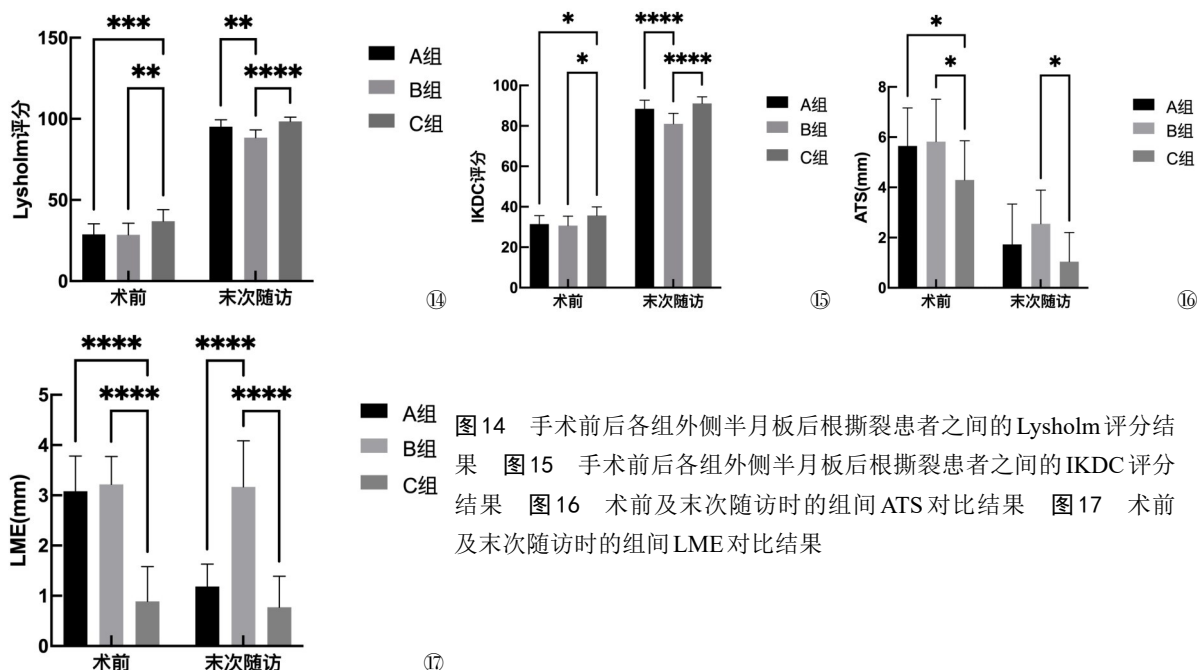 *** **
** ****
Lysholm评分
150
100
50
0
术前 末次随访
A组
B组
C组
⑭
* ****
* ****
IKDC评分
100
80
60
40
20
0
术前 末次随访
A组
B组
C组
⑮
*
* *
ATS(mm)
8
6
4
2
0
术前 末次随访
A组
B组
C组
⑯
**** ****
**** ****
LME(mm)
5
4
3
2
1
0
术前 末次随访
A组
B组
C组
⑰
图14 手术前后各组外侧半月板后根撕裂患者之间的Lysholm评分结
果 图15 手术前后各组外侧半月板后根撕裂患者之间的IKDC评分
结果 图16 术前及末次随访时的组间ATS对比结果 图17 术前
及末次随访时的组间LME对比结果